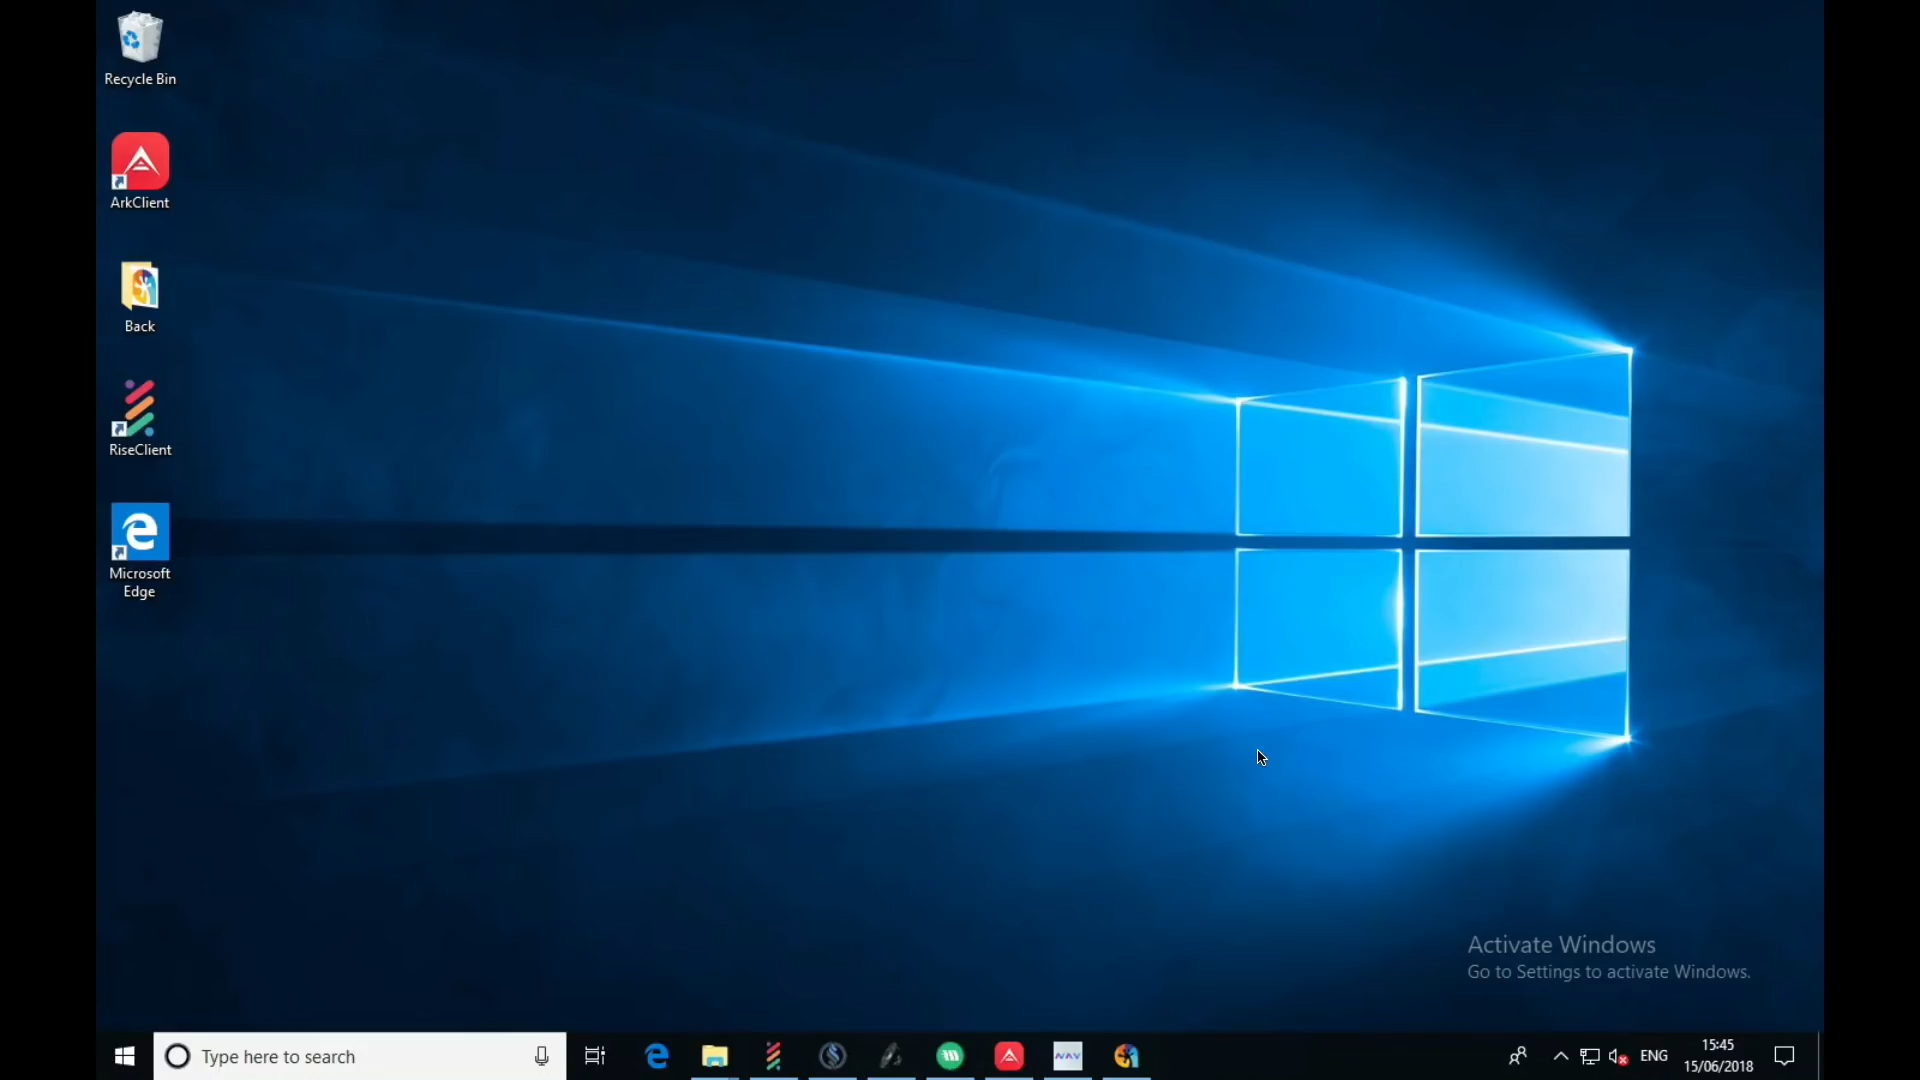 Recycle Bin
ArkClient
Back
RiseClient
Microsoft
Edge
Activate Windows
Go to Settings to activate Windows.
Type here to search
NAV
ENG
15:45
15/06/2018